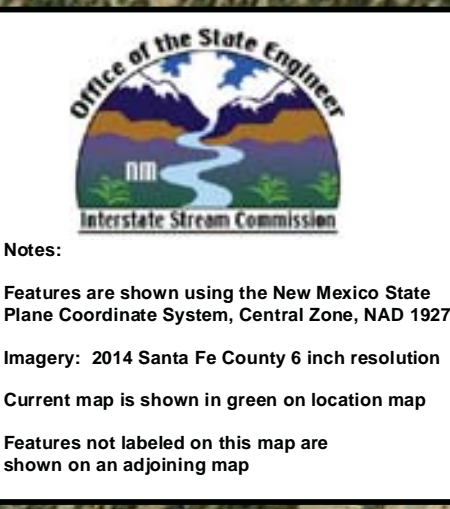 Office of the State Engineer
nm
Interstate Stream Commission
Notes:
Features are shown using the New Mexico State
Plane Coordinate System, Central Zone, NAD 1927
Imagery:  2014 Santa Fe County 6 inch resolution
Current map is shown in green on location map
Features not labeled on this map are
shown on an adjoining map